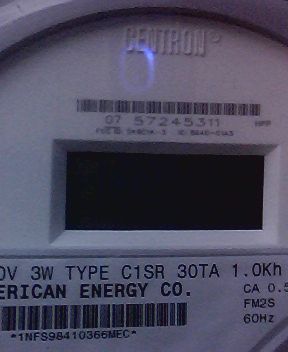 CENTRON®
07 57245311
0V 3W TYPE C1SR 30TA 1.0Kh
ERICAN ENERGY CO.
CA 0.5
FM2S
60Hz
*1NFS98410366MEC*